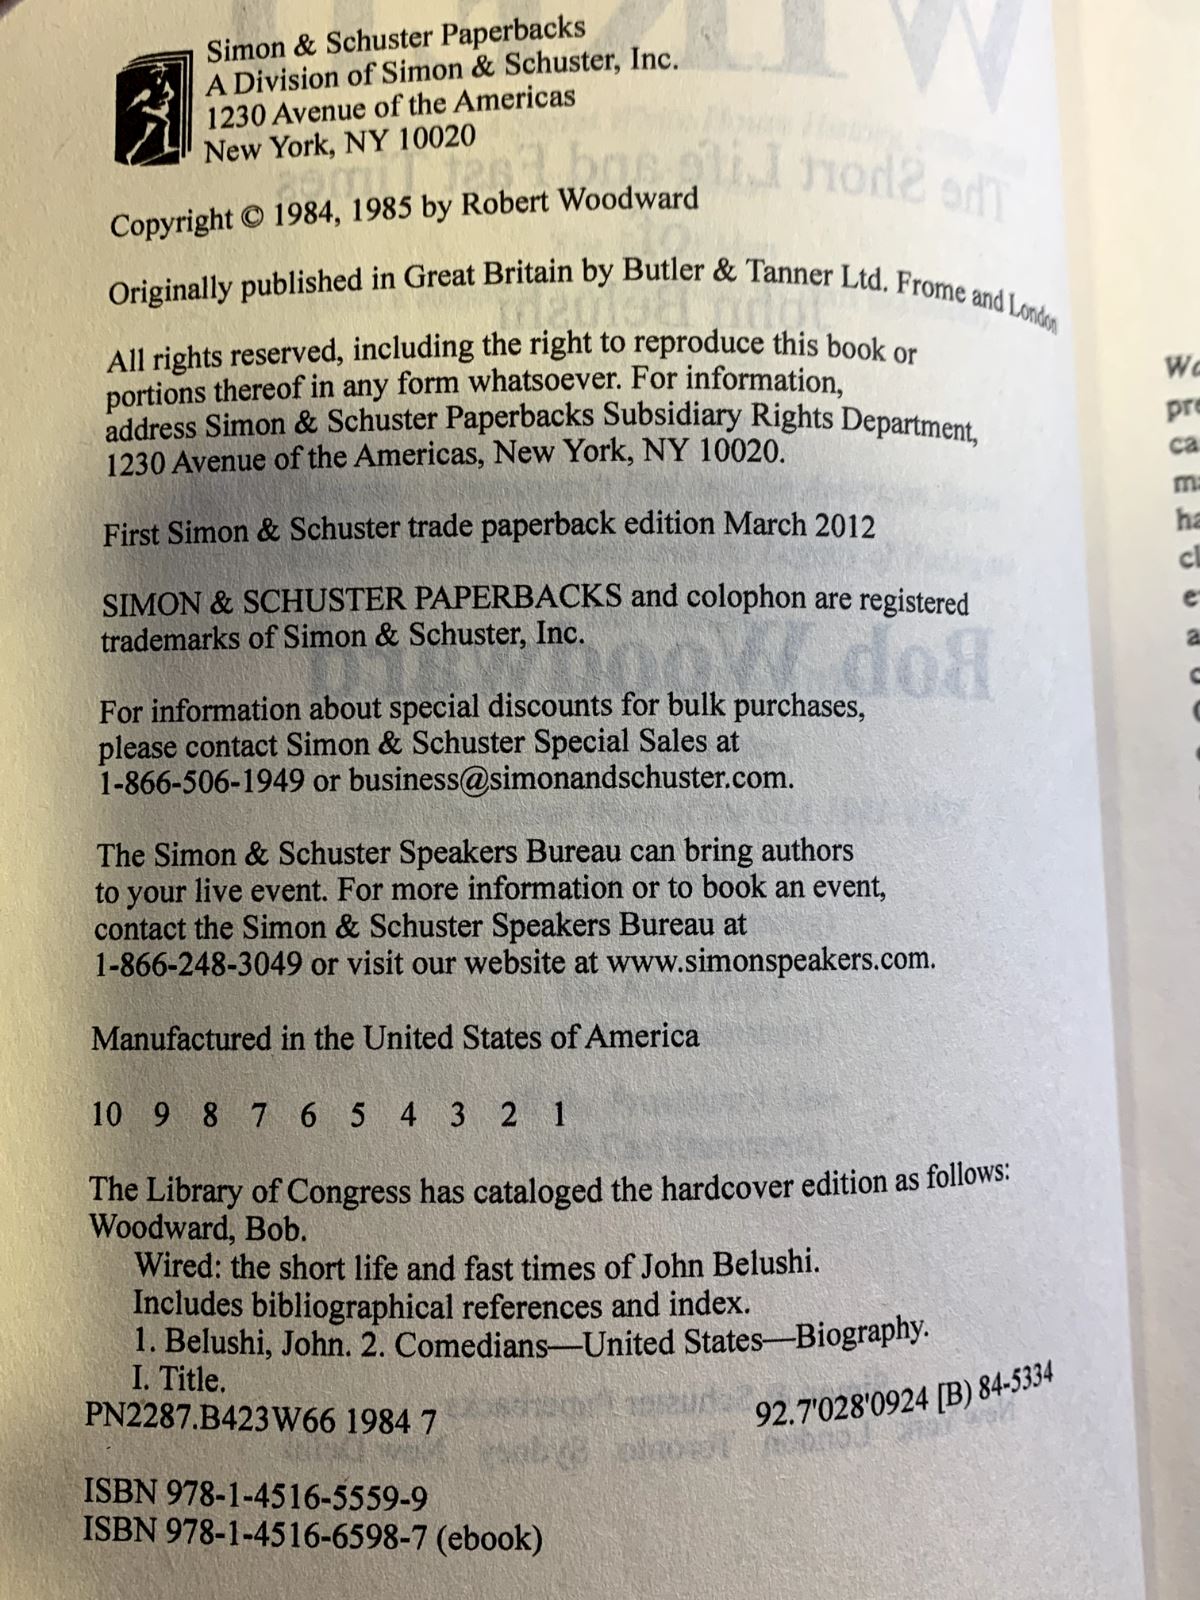 Simon & Schuster Paperbacks
A Division of Simon & Schuster, Inc.
1230 Avenue of the Americas
New York, NY 10020
Copyright © 1984, 1985 by Robert Woodward
Originally published in Great Britain by Butler & Tanner Ltd. Frome and London
All rights reserved, including the right to reproduce this book or
portions thereof in any form whatsoever. For information,
address Simon & Schuster Paperbacks Subsidiary Rights Department,
1230 Avenue of the Americas, New York, NY 10020.
First Simon & Schuster trade paperback edition March 2012
SIMON & SCHUSTER PAPERBACKS and colophon are registered
trademarks of Simon & Schuster, Inc.
For information about special discounts for bulk purchases,
please contact Simon & Schuster Special Sales at
1-866-506-1949 or business@simonandschuster.com.
The Simon & Schuster Speakers Bureau can bring authors
to your live event. For more information or to book an event,
contact the Simon & Schuster Speakers Bureau at
1-866-248-3049 or visit our website at www.simonspeakers.com.
Manufactured in the United States of America
10 9 8 7 6 5 4 3 2 1
The Library of Congress has cataloged the hardcover edition as follows:
Woodward, Bob.
Wired: the short life and fast times of John Belushi.
Includes bibliographical references and index.
1. Belushi, John. 2. Comedians—United States—Biography.
I. Title.
PN2287.B423W66 1984 7 92.7'028'0924 [B] 84-5334
ISBN 978-1-4516-5559-9
ISBN 978-1-4516-6598-7 (ebook)